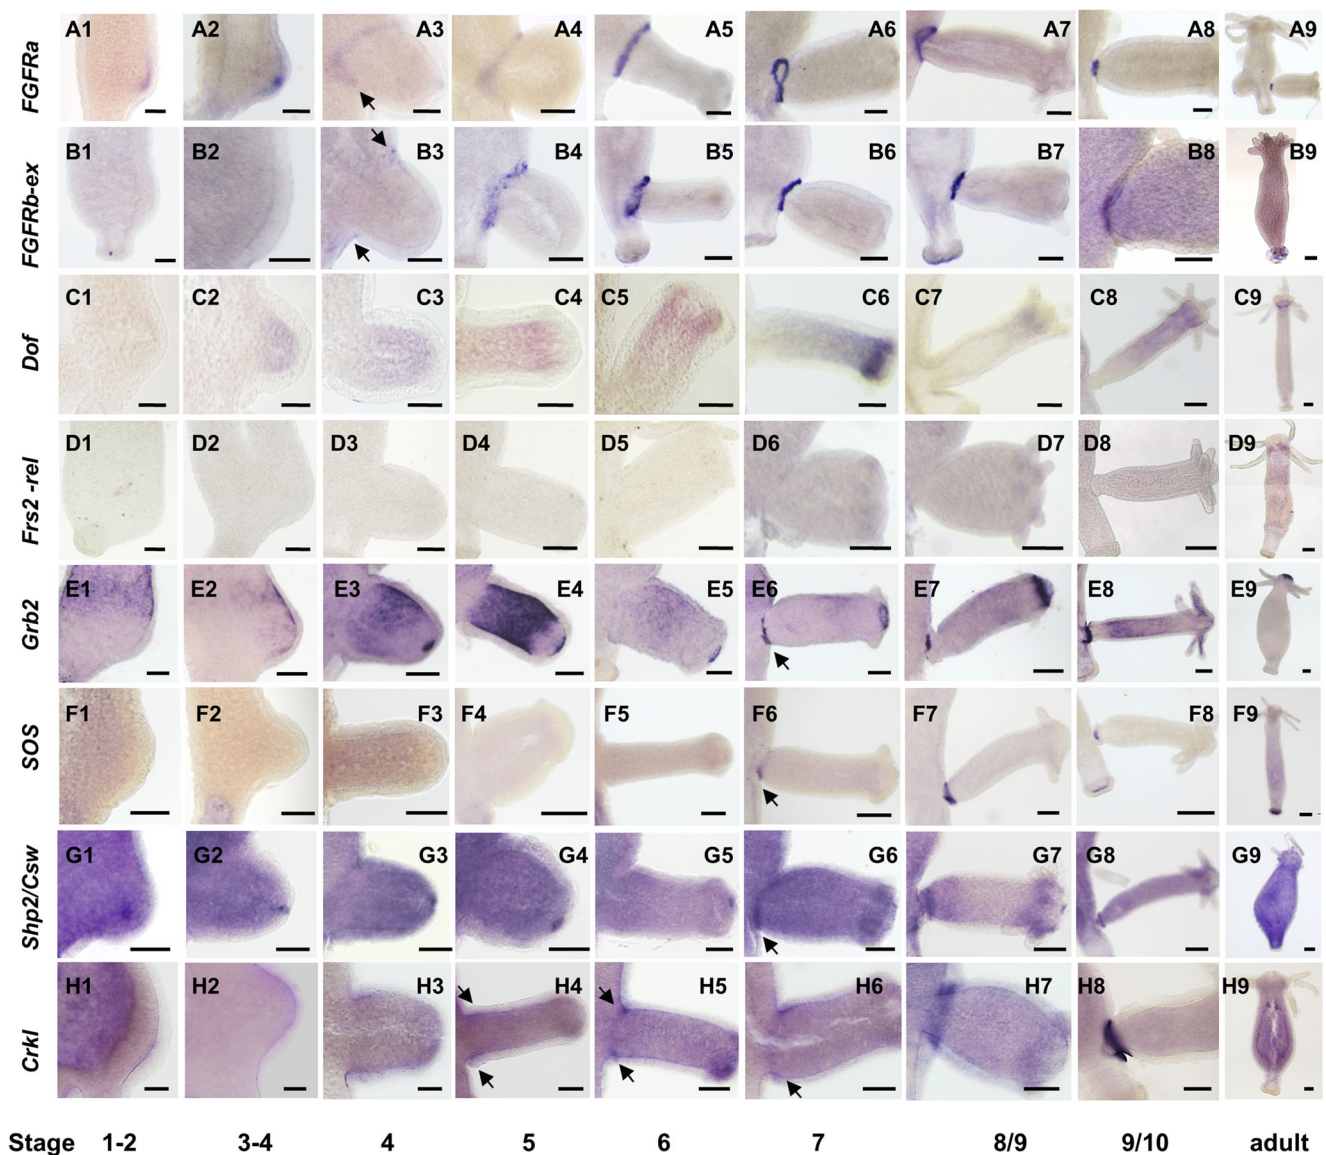 FGFRa A1 A2 A3 A4 A5 A6 A7 A8 A9
FGFRb-ex B1 B2 B3 B4 B5 B6 B7 B8 B9
Dof C1 C2 C3 C4 C5 C6 C7 C8 C9
Frs2 -rel D1 D2 D3 D4 D5 D6 D7 D8 D9
Grb2 E1 E2 E3 E4 E5 E6 E7 E8 E9
SOS F1 F2 F3 F4 F5 F6 F7 F8 F9
Shp2/Csw G1 G2 G3 G4 G5 G6 G7 G8 G9
Crkl H1 H2 H3 H4 H5 H6 H7 H8 H9
Stage 1-2 3-4 4 5 6 7 8/9 9/10 adult